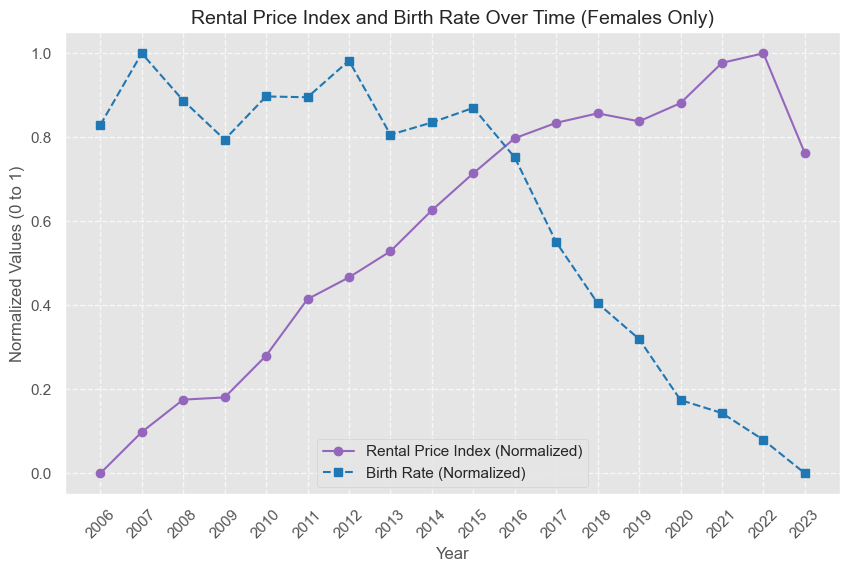 Rental Price Index and Birth Rate Over Time (Females Only)
Normalized Values (0 to 1)
1.0
0.8
0.6
0.4
0.2
0.0
Rental Price Index (Normalized)
Birth Rate (Normalized)
2006 2007 2008 2009 2010 2011 2012 2013 2014 2015 2016 2017 2018 2019 2020 2021 2022 2023
Year